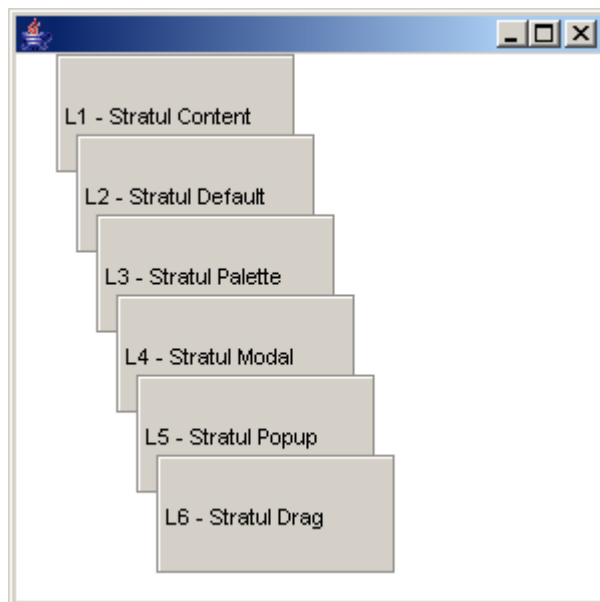 L1 - Stratul Content
L2 - Stratul Default
L3 - Stratul Palette
L4 - Stratul Modal
L5 - Stratul Popup
L6 - Stratul Drag